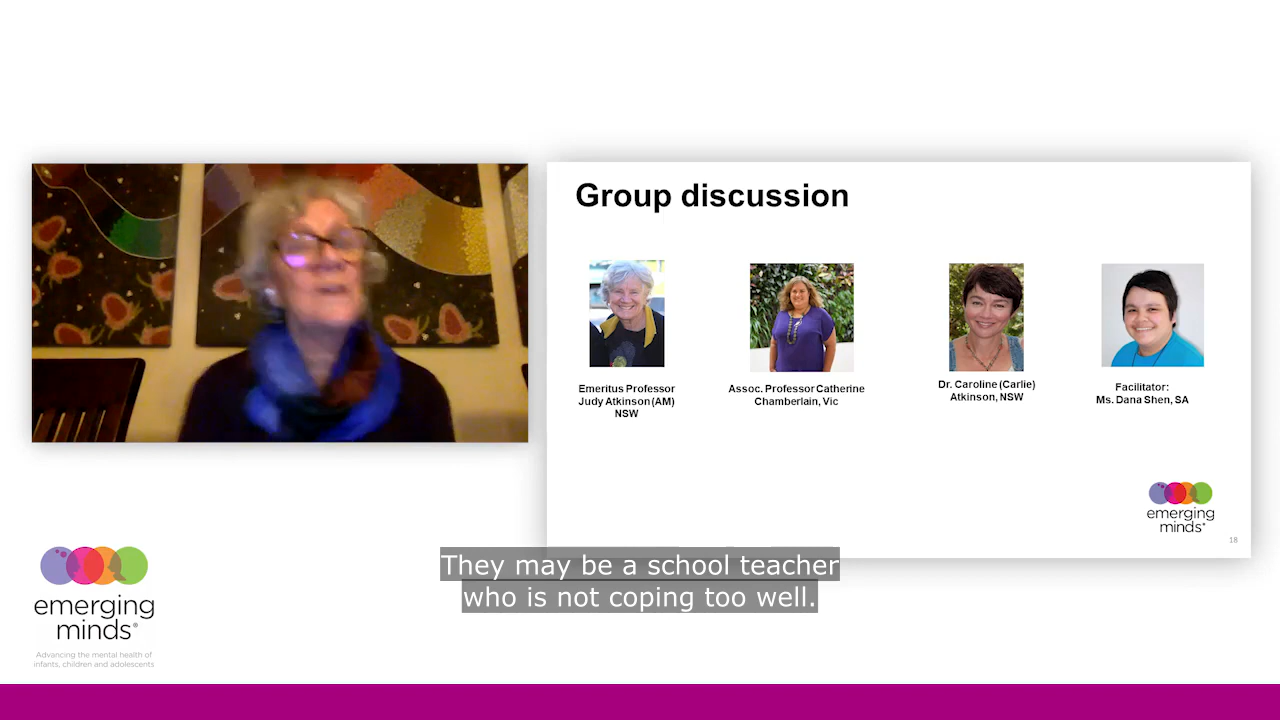 Group discussion
Emeritus Professor
Judy Atkinson (AM)
NSW
Assoc. Professor Catherine
Chamberlain, Vic
Dr. Caroline (Carlie)
Atkinson, NSW
Facilitator:
Ms. Dana Shen, SA
emerging
minds®
18
They may be a school teacher
who is not coping too well.
emerging
minds®
Advancing the mental health of
infants, children and adolescents